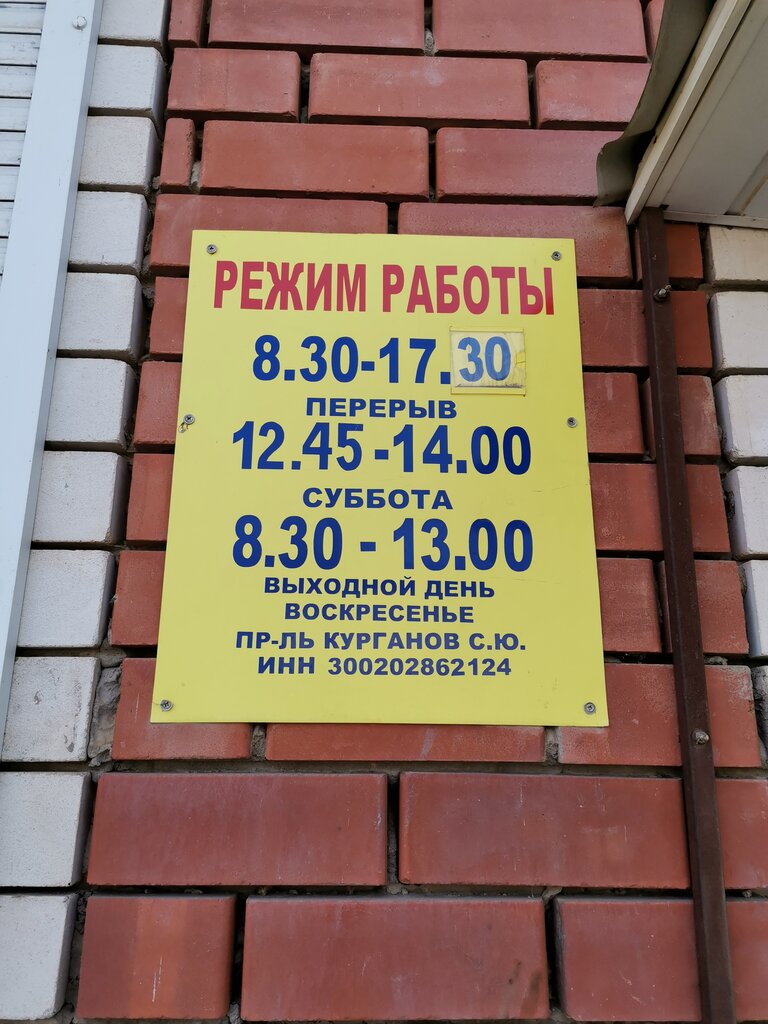 РЕЖИМ РАБОТЫ
8.30-17.30
ПЕРЕРЫВ
12.45-14.00
СУББОТА
8.30 - 13.00
ВЫХОДНОЙ ДЕНЬ
ВОСКРЕСЕНЬЕ
ПР-ЛЬ КУРГАНОВ С.Ю.
ИНН 300202862124